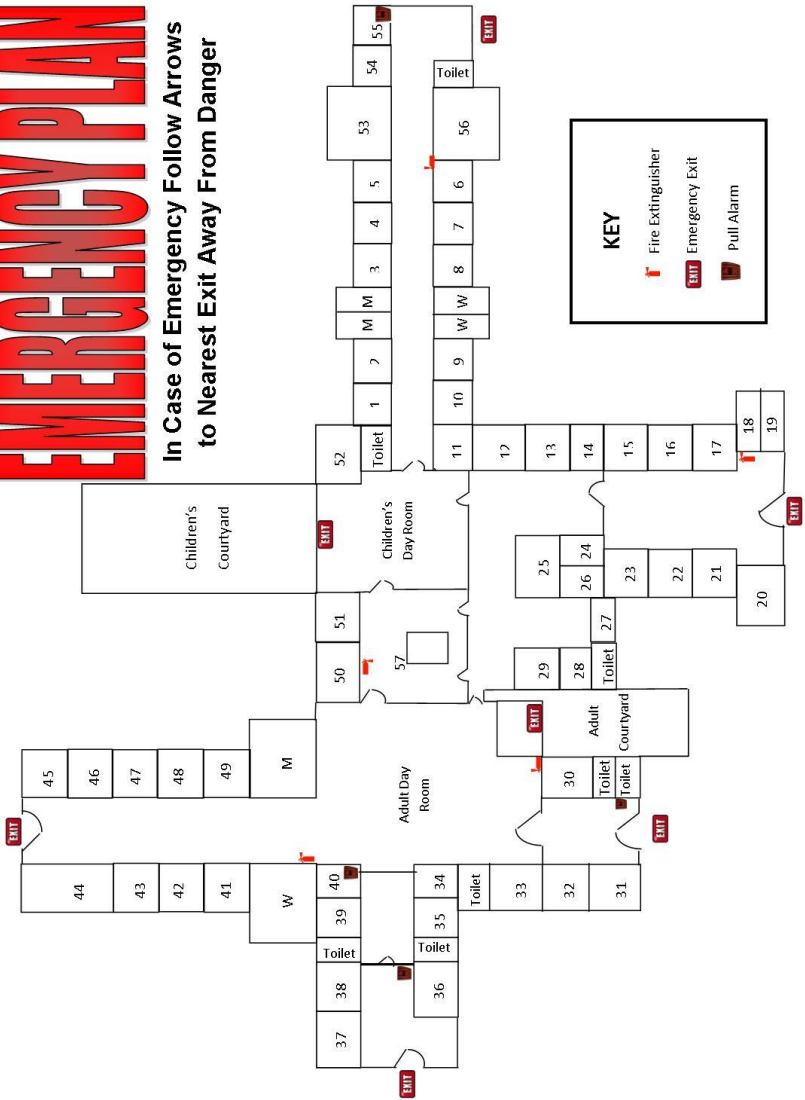 EMERGENCY PLAN
In Case of Emergency Follow Arrows
to Nearest Exit Away From Danger
EXIT
44
43
42
41
W
45
46
47
48
49
M
37
38
Toilet
39
40
EXIT
36
Toilet
35
34
Toilet
33
32
31
Adult Day
Room
50
51
57
Children's
Courtyard
EXIT
Children's
Day Room
52
Toilet
1
2
M
M
3
4
5
53
54
55
EXIT
Toilet
56
6
7
8
W
W
9
10
11
12
13
14
15
16
17
18
19
EXIT
20
21
22
23
24
25
26
27
28
29
Toilet
EXIT
Adult
Courtyard
30
Toilet
Toilet
EXIT
KEY
Fire Extinguisher
EXIT
Emergency Exit
Pull Alarm